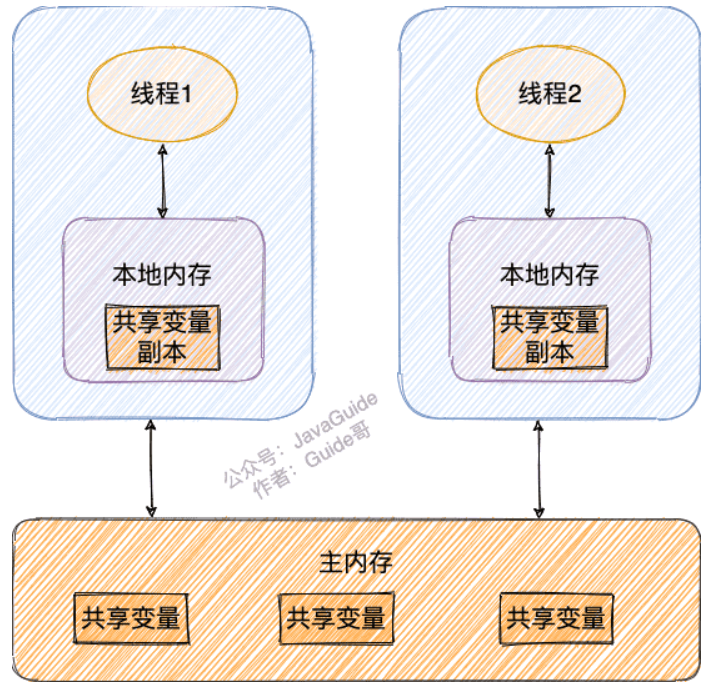 线程1
线程2
本地内存
共享变量
副本
本地内存
共享变量
副本
公众号：JavaGuide
作者：Guide哥
主内存
共享变量
共享变量
共享变量